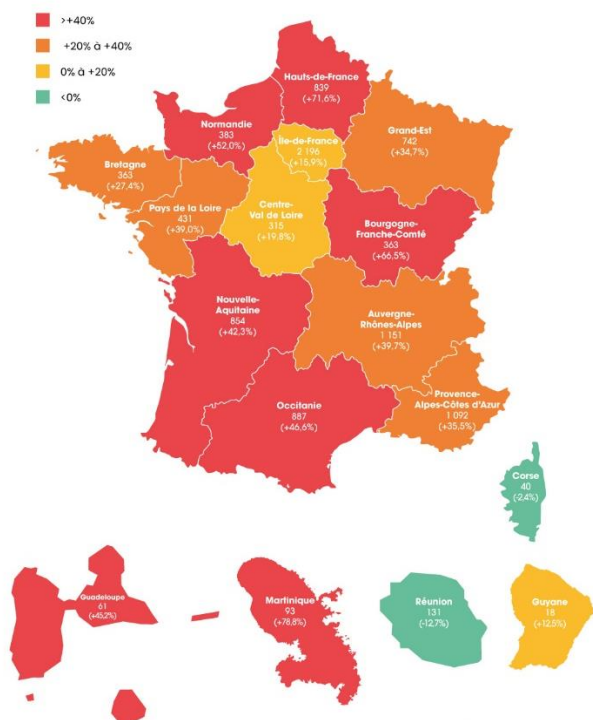 >+40%
+20% à +40%
0% à +20%
<0%
Hauts-de-France
839
(+71,6%)
Normandie
383
(+52,0%)
Île-de-France
2 196
(+15,9%)
Grand-Est
742
(+34,7%)
Bretagne
363
(+27,4%)
Pays de la Loire
431
(+39,0%)
Centre-
Val de Loire
315
(+19,8%)
Bourgogne-
Franche-Comté
363
(+66,5%)
Nouvelle-
Aquitaine
854
(+42,3%)
Auvergne-
Rhônes-Alpes
1 151
(+39,7%)
Occitanie
887
(+46,6%)
Provence-
Alpes-Côtes d'Azur
1 092
(+35,5%)
Corse
40
(-2,4%)
Guadeloupe
61
(+45,2%)
Martinique
93
(+78,8%)
Réunion
131
(-12,7%)
Guyane
18
(+12,5%)